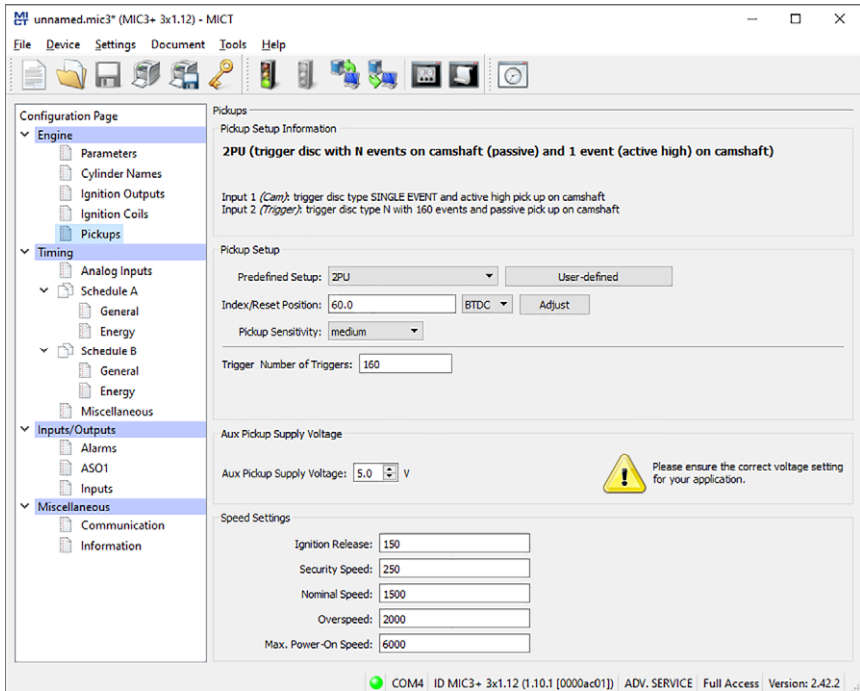 MICT unnamed.mic3* (MIC3+ 3x1.12) - MICT
File Device Settings Document Tools Help
Configuration Page
Engine
Parameters
Cylinder Names
Ignition Outputs
Ignition Coils
Pickups
Timing
Analog Inputs
Schedule A
General
Energy
Schedule B
General
Energy
Miscellaneous
Inputs/Outputs
Alarms
ASO1
Inputs
Miscellaneous
Communication
Information
Pickups
Pickup Setup Information
2PU (trigger disc with N events on camshaft (passive) and 1 event (active high) on camshaft)
Input 1 (Cam): trigger disc type SINGLE EVENT and active high pick up on camshaft
Input 2 (Trigger): trigger disc type N with 160 events and passive pick up on camshaft
Pickup Setup
Predefined Setup: 2PU User-defined
Index/Reset Position: 60.0 BTDC Adjust
Pickup Sensitivity: medium
Trigger Number of Triggers: 160
Aux Pickup Supply Voltage
Aux Pickup Supply Voltage: 5.0 V
Please ensure the correct voltage setting
for your application.
Speed Settings
Ignition Release: 150
Security Speed: 250
Nominal Speed: 1500
Overspeed: 2000
Max. Power-On Speed: 6000
COM4 ID MIC3+ 3x1.12 (1.10.1 [0000ac01]) ADV. SERVICE Full Access Version: 2.42.2